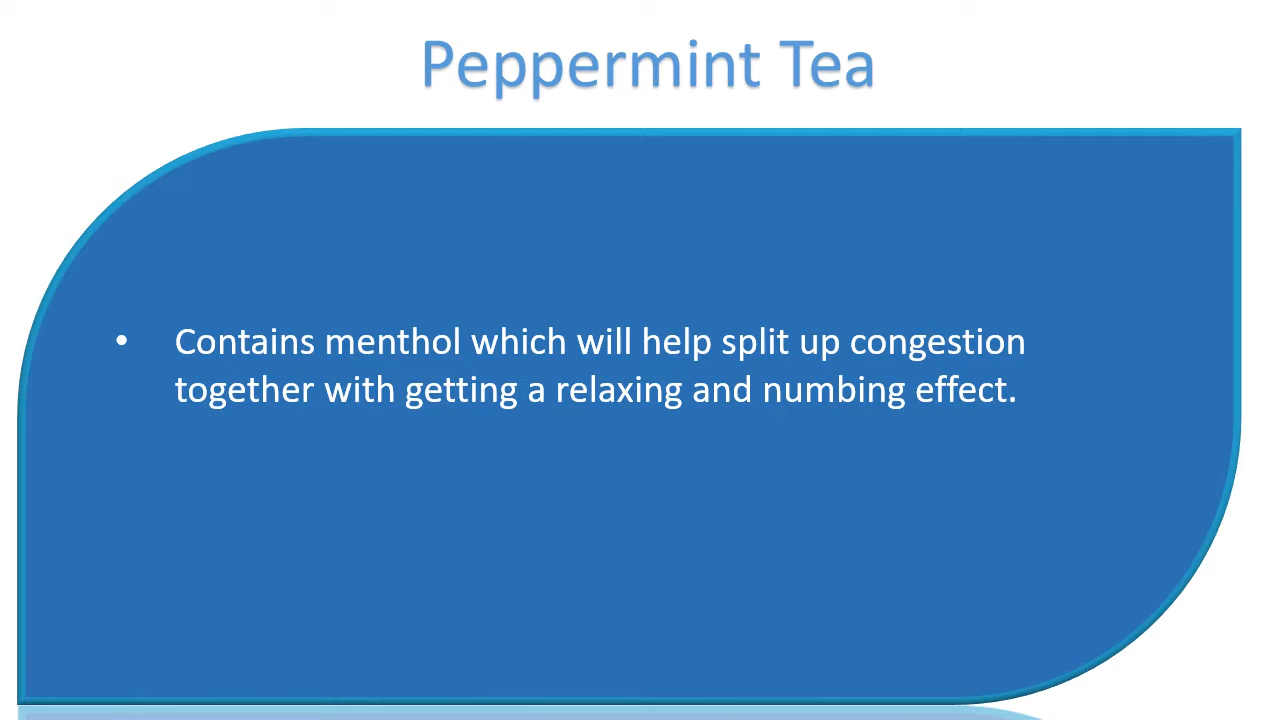 Peppermint Tea
• Contains menthol which will help split up congestion
together with getting a relaxing and numbing effect.